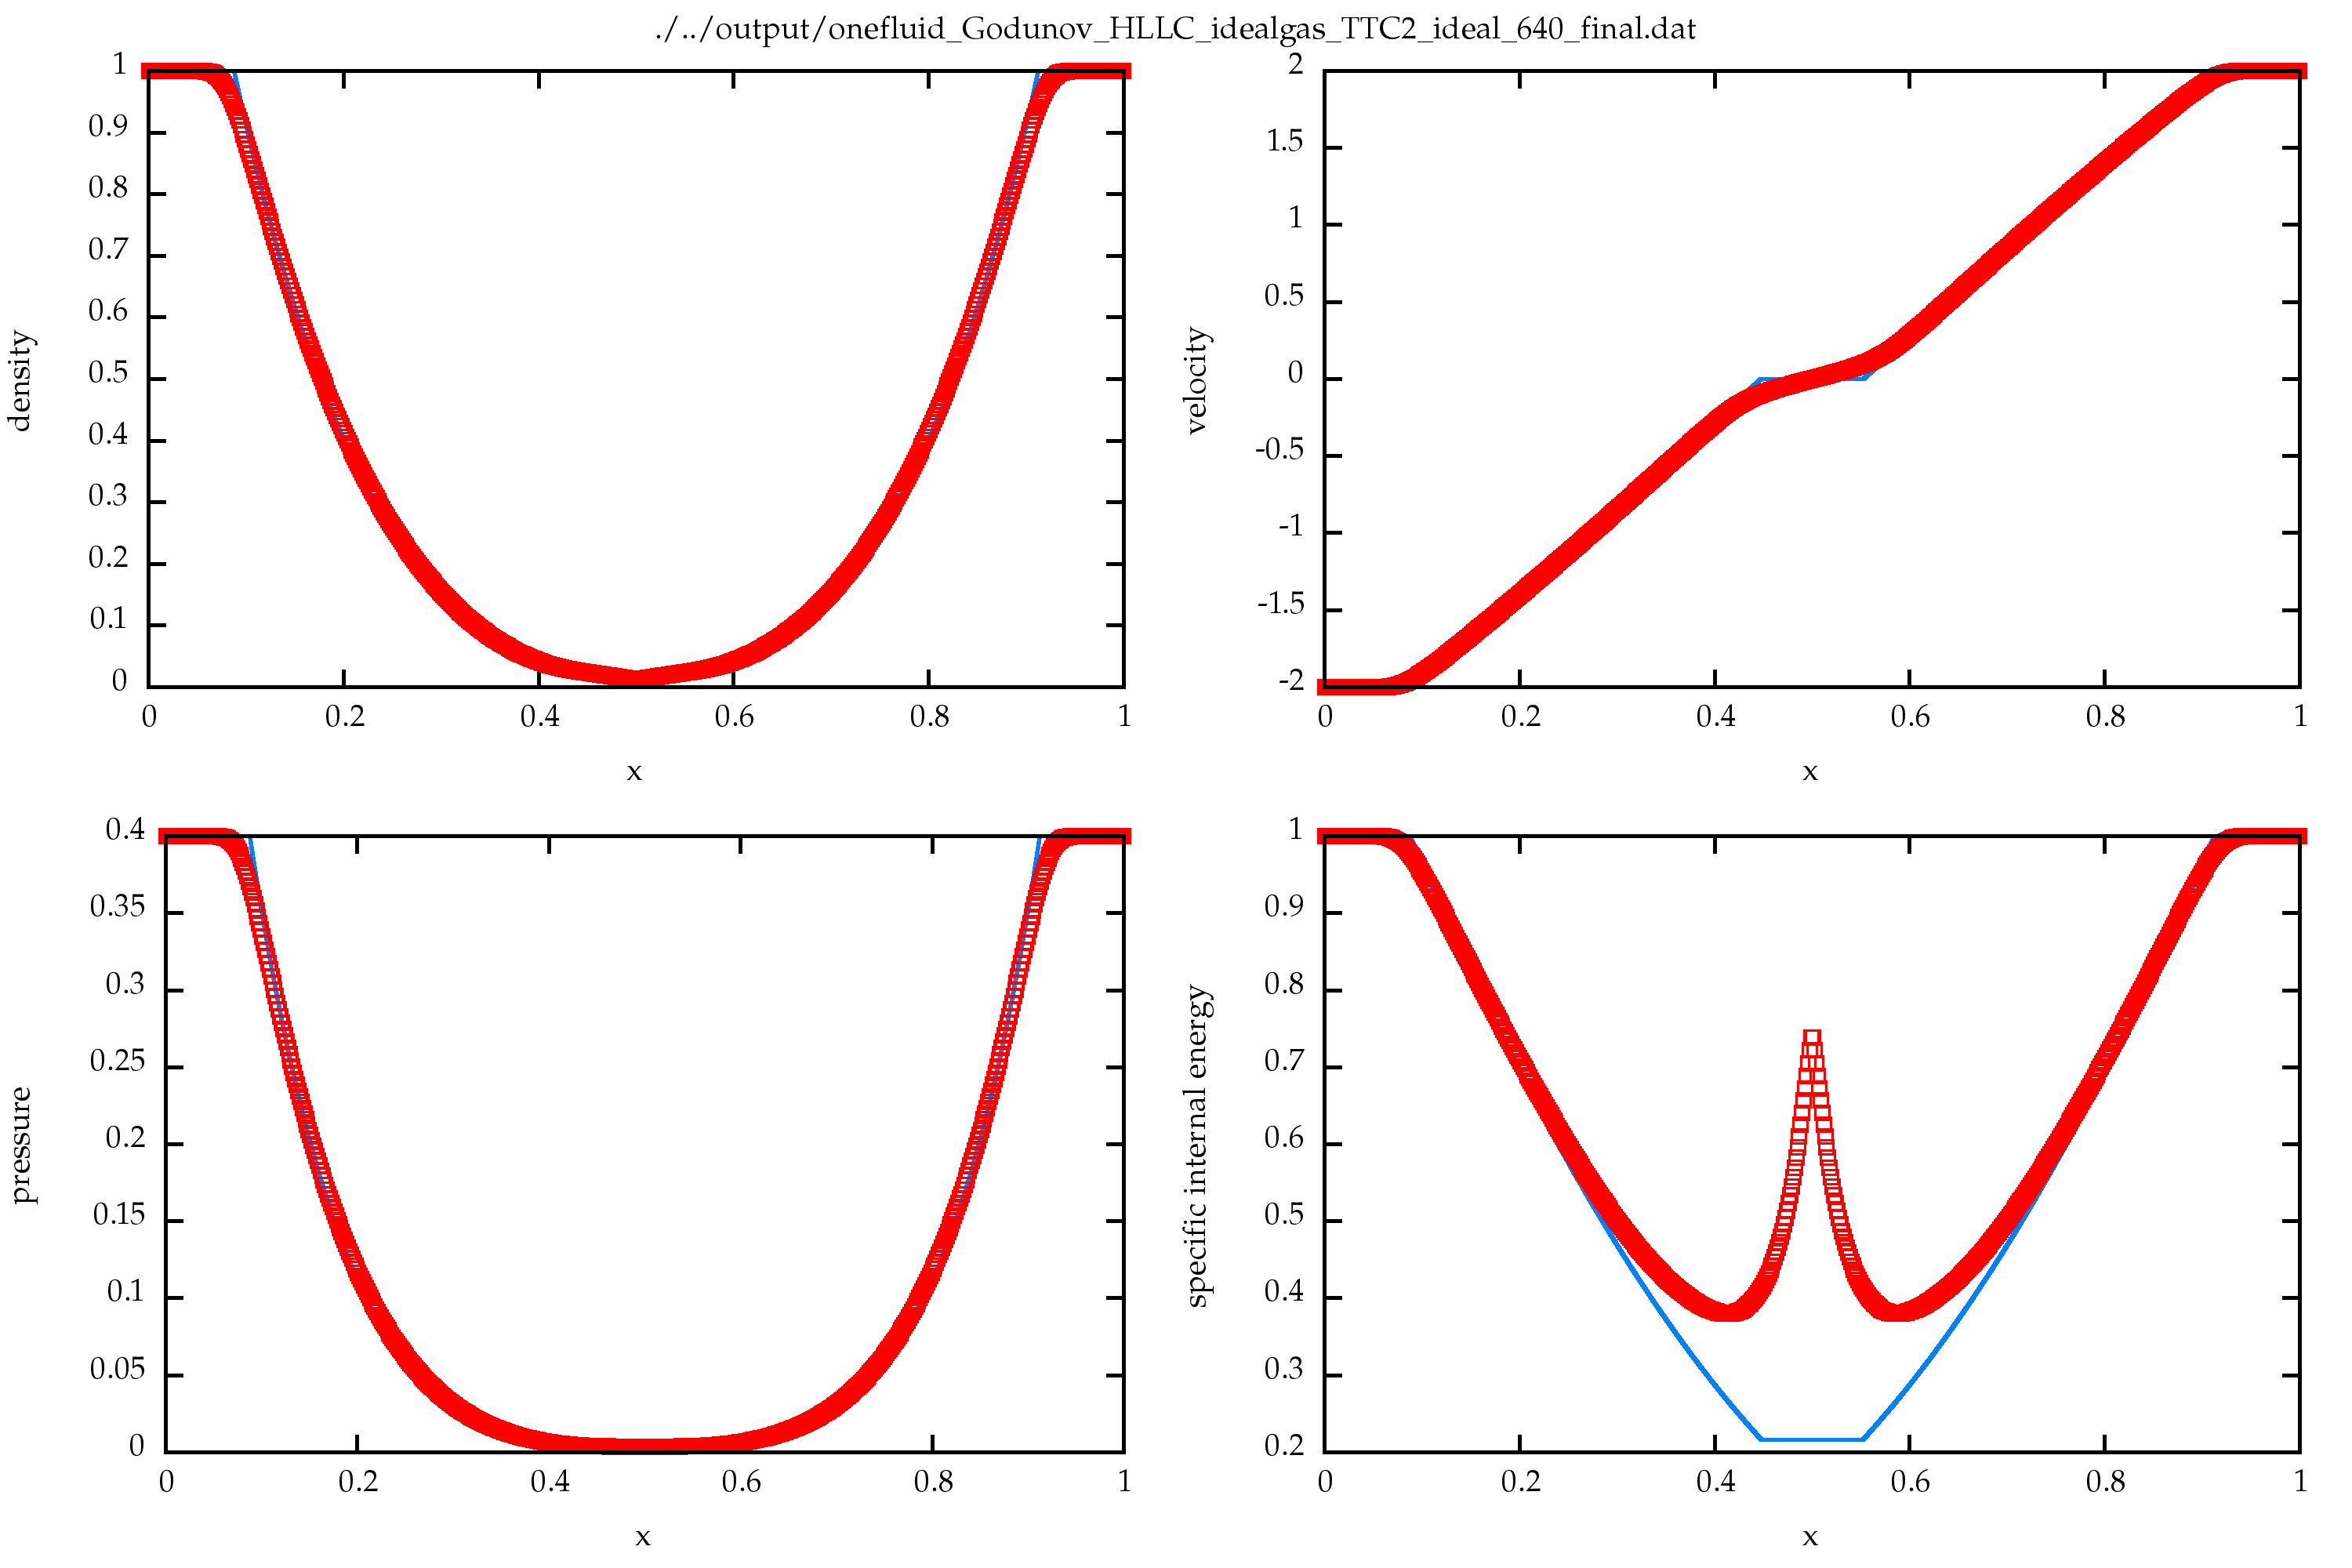 ./../output/onefluid_Godunov_HLLC_idealgas_TTC2_ideal_640_final.dat
1
0.9
0.8
0.7
0.6
0.5
0.4
0.3
0.2
0.1
0
density
0 0.2 0.4 0.6 0.8 1
x
2
1.5
1
0.5
0
-0.5
-1
-1.5
-2
velocity
0 0.2 0.4 0.6 0.8 1
x
0.4
0.35
0.3
0.25
0.2
0.15
0.1
0.05
0
pressure
0 0.2 0.4 0.6 0.8 1
x
1
0.9
0.8
0.7
0.6
0.5
0.4
0.3
0.2
specific internal energy
0 0.2 0.4 0.6 0.8 1
x